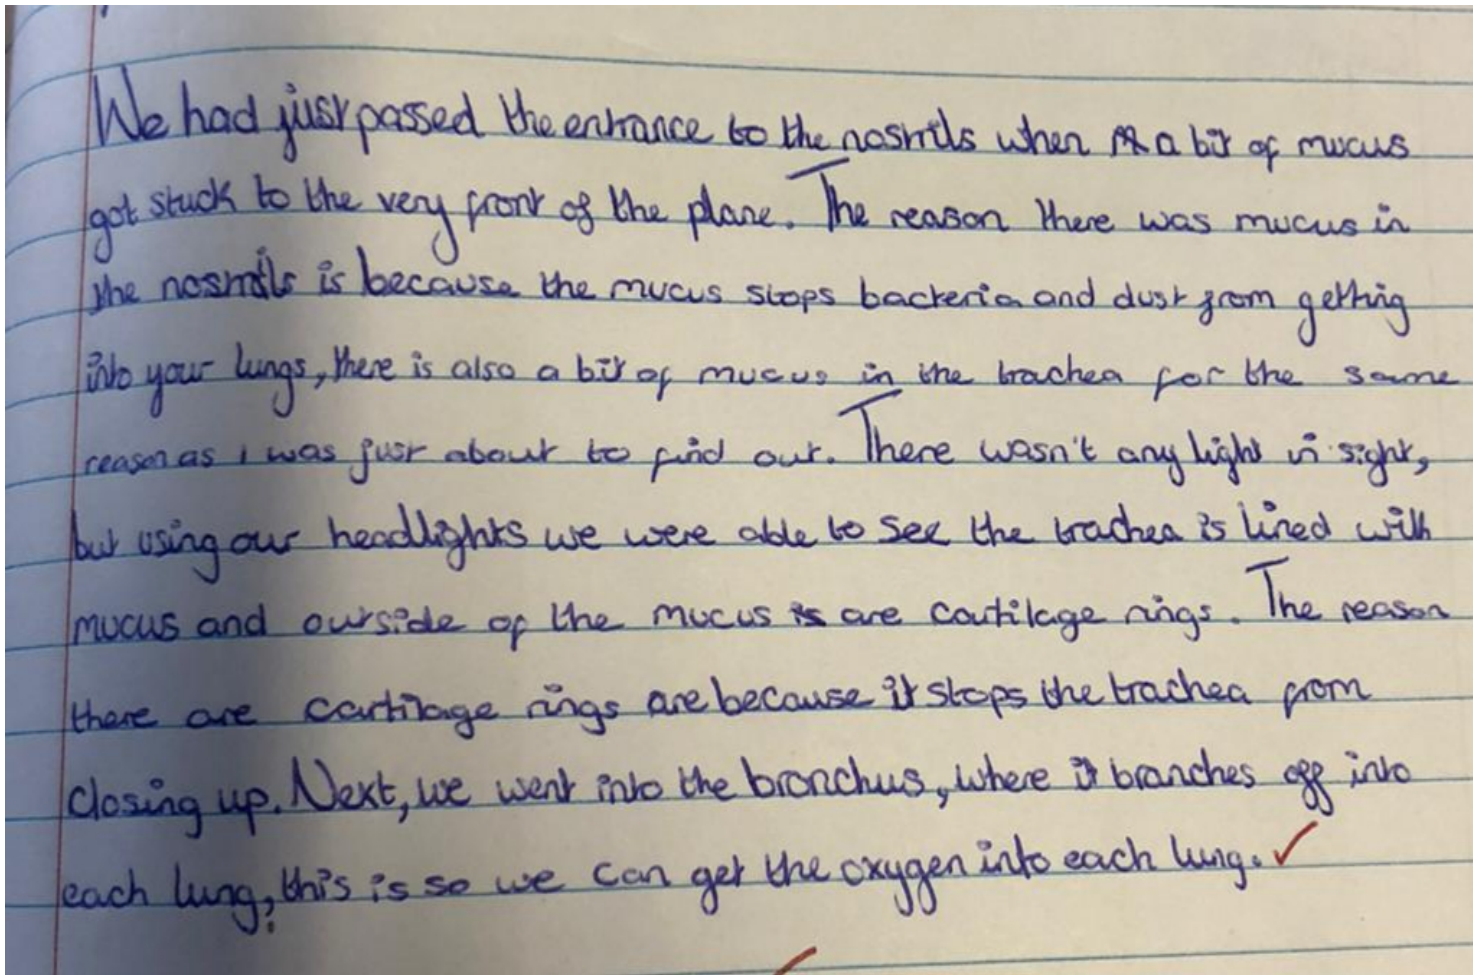 We had just passed the entrance to the nostrils when a bit of mucus
got stuck to the very front of the plane. The reason there was mucus in
the nostrils is because the mucus stops bacteria and dust from getting
into your lungs, there is also a bit of mucus in the trachea for the same
reason as i was just about to find out. There wasn't any light in sight,
but using our headlights we were able to see the trachea is lined with
mucus and outside of the mucus is are cartilage rings. The reason
there are cartilage rings are because it stops the trachea from
closing up. Next, we went into the bronchus, where it branches off into
each lung, this is so we can get the oxygen into each lung.